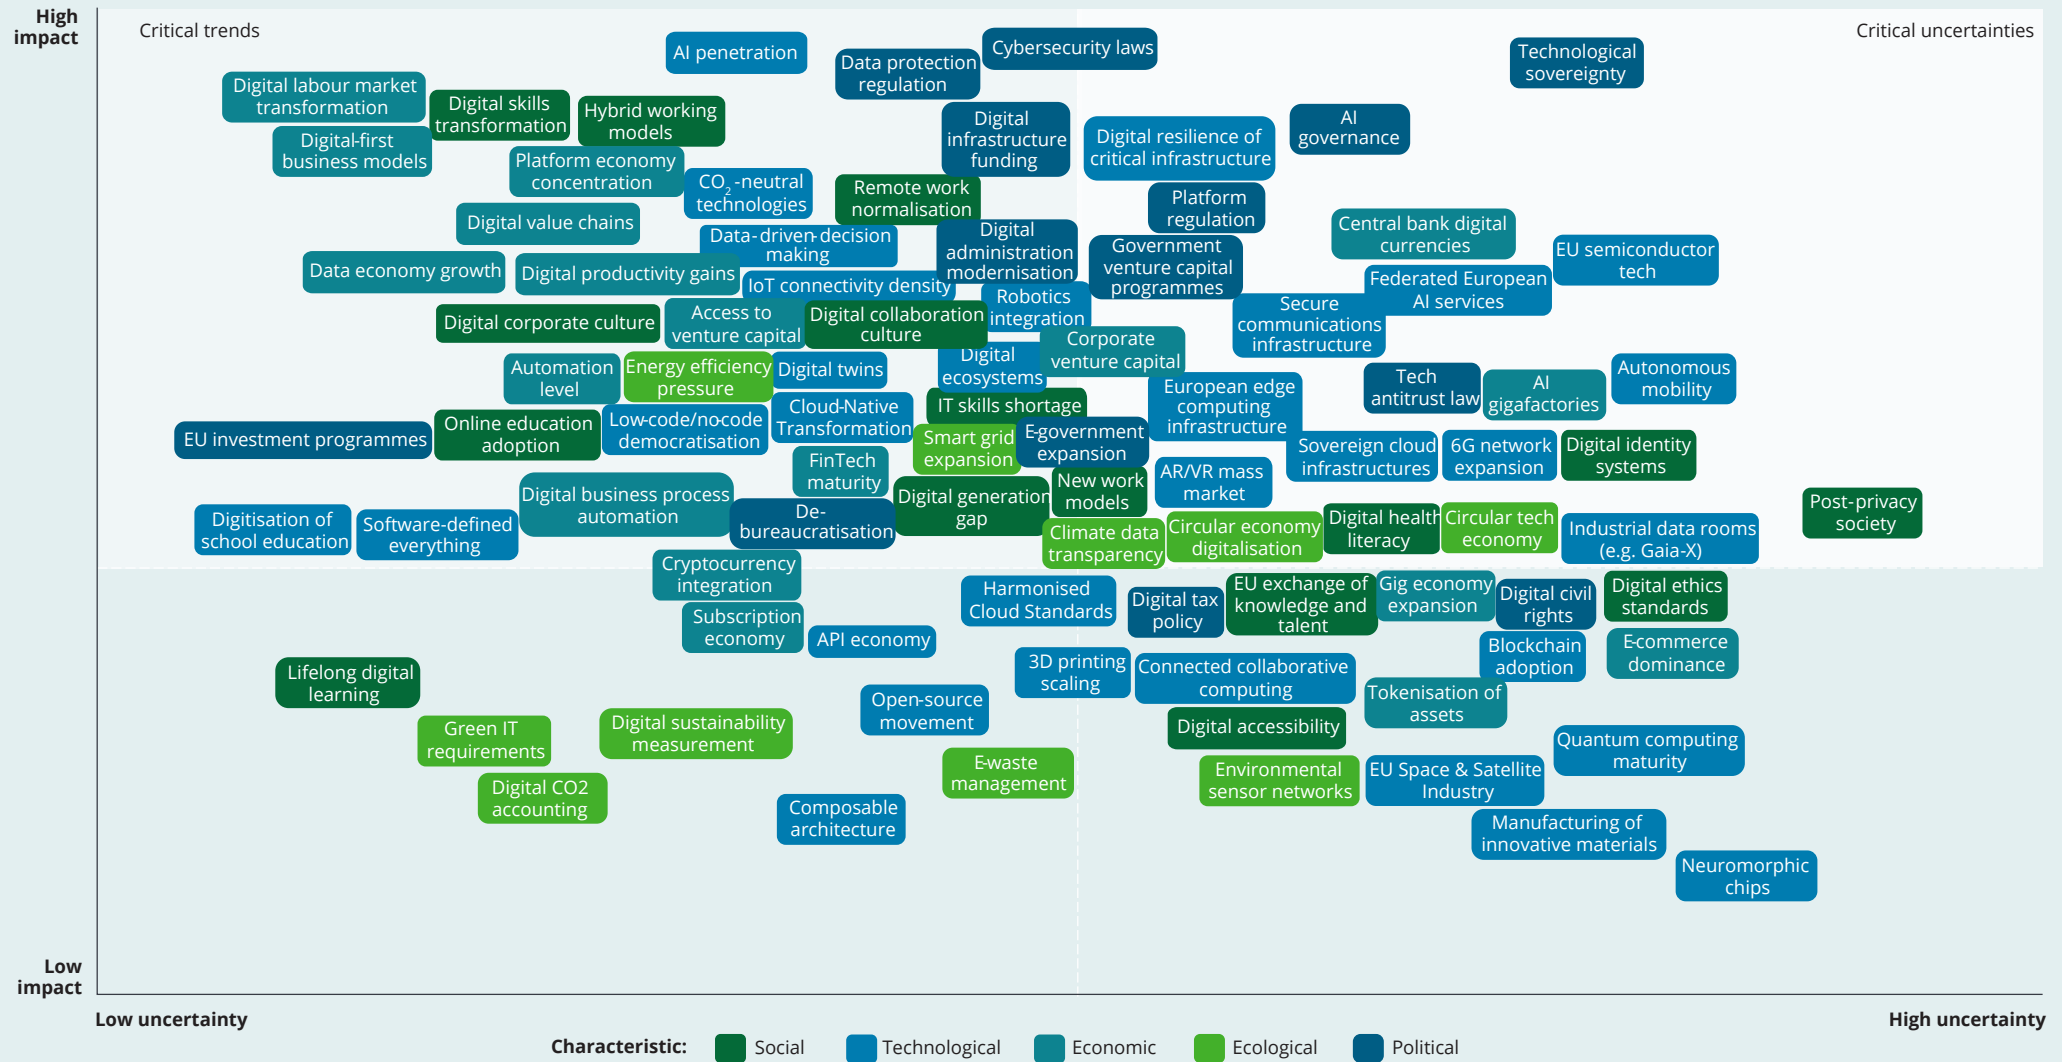 High
impact
Critical trends
Critical uncertainties
AI penetration
Cybersecurity laws
Data protection
regulation
Technological
sovereignty
Digital labour market
transformation
Digital skills
transformation
Hybrid working
models
Digital
infrastructure
funding
Digital resilience of
critical infrastructure
AI
governance
Digital-first
business models
Platform economy
concentration
CO2-neutral
technologies
Remote work
normalisation
Platform
regulation
Digital value chains
Data-driven-decision
making
Digital
administration
modernisation
Government
venture capital
programmes
Central bank digital
currencies
EU semiconductor
tech
Data economy growth
Digital productivity gains
IoT connectivity density
Robotics
integration
Federated European
AI services
Secure
communications
infrastructure
Digital corporate culture
Access to
venture capital
Digital collaboration
culture
Corporate
venture capital
Automation
level
Energy efficiency
pressure
Digital twins
Digital
ecosystems
European edge
computing
infrastructure
Tech
antitrust law
AI
gigafactories
Autonomous
mobility
EU investment programmes
Online education
adoption
Low-code/no-code
democratisation
Cloud-Native
Transformation
IT skills shortage
Smart grid
expansion
E-government
expansion
Sovereign cloud
infrastructures
6G network
expansion
Digital identity
systems
FinTech
maturity
AR/VR mass
market
Digital business process
automation
De-
bureaucratisation
Digital generation
gap
New work
models
Post-privacy
society
Digitisation of
school education
Software-defined
everything
Climate data
transparency
Circular economy
digitalisation
Digital health
literacy
Circular tech
economy
Industrial data rooms
(e.g. Gaia-X)
Cryptocurrency
integration
Harmonised
Cloud Standards
Digital tax
policy
EU exchange of
knowledge and
talent
Gig economy
expansion
Digital civil
rights
Digital ethics
standards
Subscription
economy
API economy
Blockchain
adoption
E-commerce
dominance
Lifelong digital
learning
3D printing
scaling
Connected collaborative
computing
Tokenisation of
assets
Open-source
movement
Green IT
requirements
Digital sustainability
measurement
Digital accessibility
Quantum computing
maturity
E-waste
management
Environmental
sensor networks
EU Space & Satellite
Industry
Digital CO2
accounting
Composable
architecture
Manufacturing of
innovative materials
Neuromorphic
chips
Low
impact
Low uncertainty
High uncertainty
Characteristic:
Social
Technological
Economic
Ecological
Political